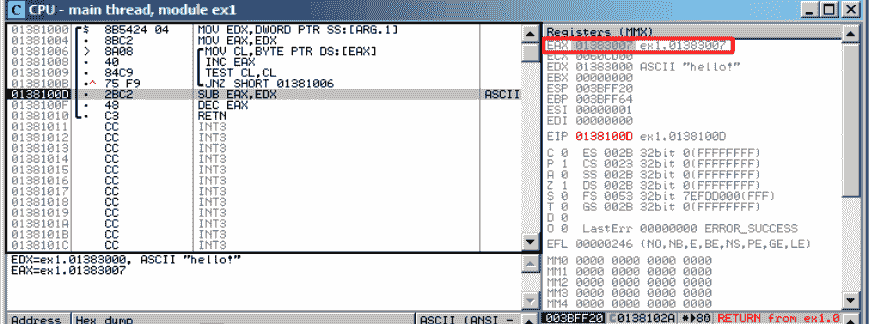 C CPU - main thread, module ex1
01381000 $ 8B5424 04 MOV EDX,DWORD PTR SS:[ARG.1]
01381004 . 8BC2 MOV EAX,EDX
01381006 > 8A08 MOV CL,BYTE PTR DS:[EAX]
01381008 . 40 INC EAX
01381009 . 84C9 TEST CL,CL
0138100B .^ 75 F9 JNZ SHORT 01381006
0138100D . 2BC2 SUB EAX,EDX ASCII
0138100F . 48 DEC EAX
01381010 . C3 RETN
01381011 CC INT3
01381012 CC INT3
01381013 CC INT3
01381014 CC INT3
01381015 CC INT3
01381016 CC INT3
01381017 CC INT3
01381018 CC INT3
01381019 CC INT3
0138101A CC INT3
0138101B CC INT3
0138101C CC INT3
EDX=ex1.01383000, ASCII "hello!"
EAX=ex1.01383007
Address Hex dump ASCII (ANSI -
Registers (MMX)
EAX 01383007 ex1.01383007
EDX 01383000 ASCII "hello!"
EBX 00000000
ESP 003BFF20
EBP 003BFF64
ESI 00000001
EDI 00000000
EIP 0138100D ex1.0138100D
C 0 ES 002B 32bit 0(FFFFFFFF)
P 1 CS 0023 32bit 0(FFFFFFFF)
A 0 SS 002B 32bit 0(FFFFFFFF)
Z 1 DS 002B 32bit 0(FFFFFFFF)
S 0 FS 0053 32bit 7EFDD000(FFF)
T 0 GS 002B 32bit 0(FFFFFFFF)
D 0
O 0 LastErr 00000000 ERROR_SUCCESS
EFL 00000246 (NO,NB,E,BE,NS,PE,GE,LE)
MM0 0000 0000 0000 0000
MM1 0000 0000 0000 0000
MM2 0000 0000 0000 0000
MM3 0000 0000 0000 0000
MM4 0000 0000 0000 0000
003BFF20 0138102A RETURN from ex1.0